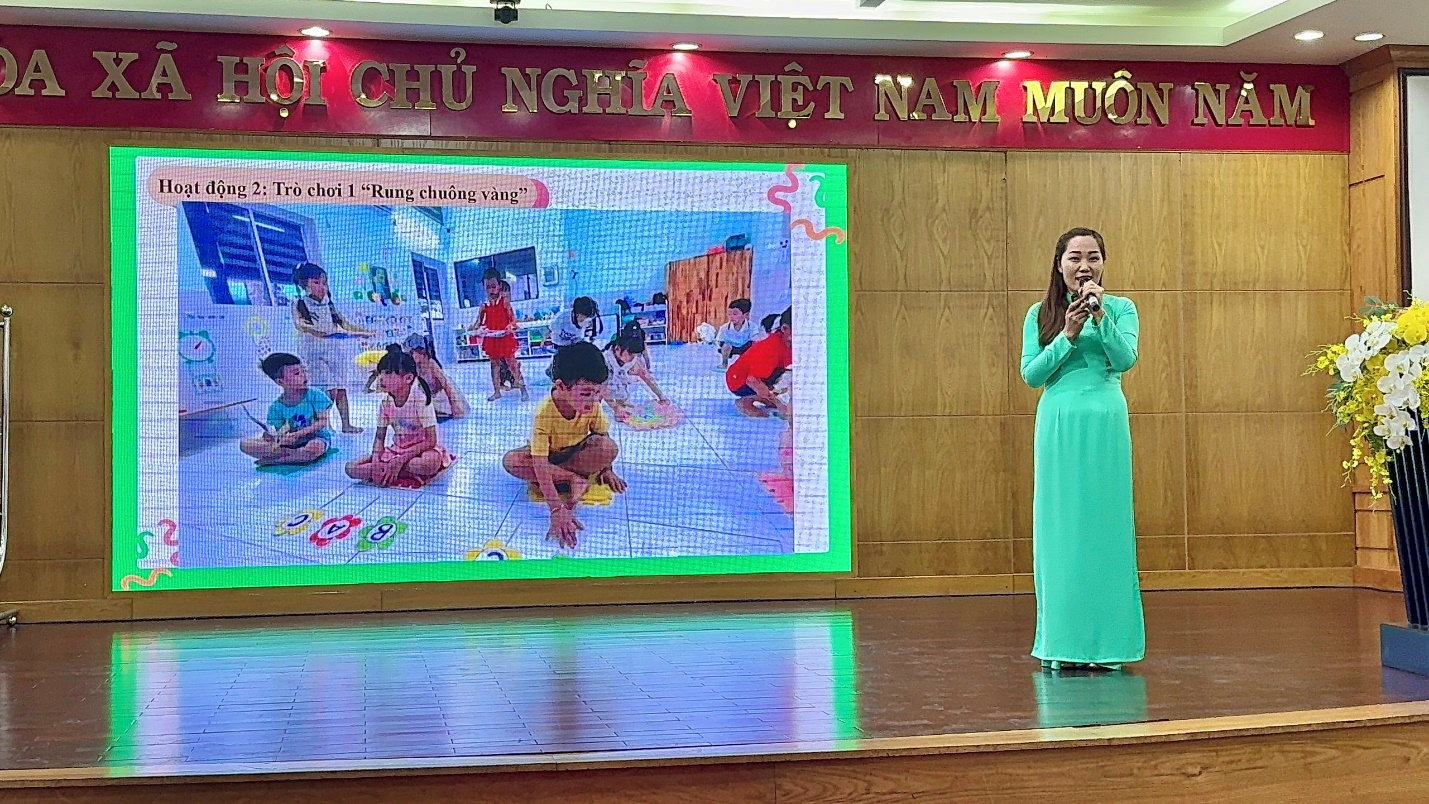 OA XÃ HỘI CHỦ NGHĨA VIỆT NAM MUÔN NĂM
Hoạt động 2: Trò chơi 1 “Rung chuông vàng”
C A B